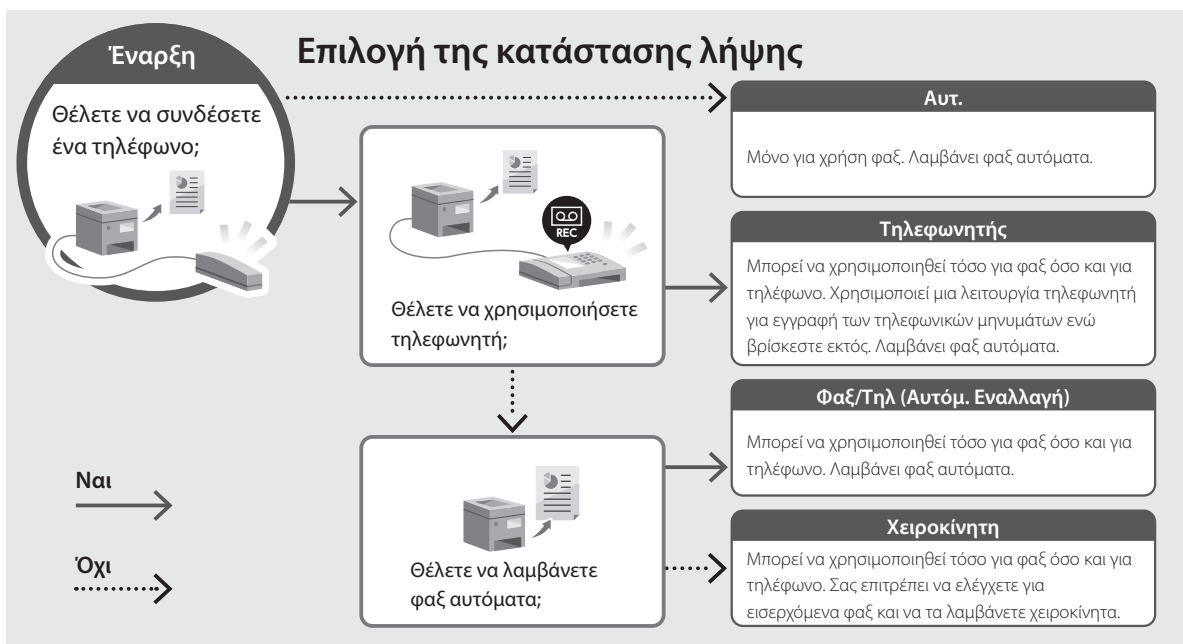 Επιλογή της κατάστασης λήψης
Έναρξη
Θέλετε να συνδέσετε
ένα τηλέφωνο;
REC
Θέλετε να χρησιμοποιήσετε
τηλεφωνητή;
Θέλετε να λαμβάνετε
φαξ αυτόματα;
Ναι
Όχι
Αυτ.
Μόνο για χρήση φαξ. Λαμβάνει φαξ αυτόματα.
Τηλεφωνητής
Μπορεί να χρησιμοποιηθεί τόσο για φαξ όσο και για
τηλέφωνο. Χρησιμοποιεί μια λειτουργία τηλεφωνητή
για εγγραφή των τηλεφωνικών μηνυμάτων ενώ
βρίσκεστε εκτός. Λαμβάνει φαξ αυτόματα.
Φαξ/Τηλ (Αυτόμ. Εναλλαγή)
Μπορεί να χρησιμοποιηθεί τόσο για φαξ όσο και για
τηλέφωνο. Λαμβάνει φαξ αυτόματα.
Χειροκίνητη
Μπορεί να χρησιμοποιηθεί τόσο για φαξ όσο και για
τηλέφωνο. Σας επιτρέπει να ελέγχετε για
εισερχόμενα φαξ και να τα λαμβάνετε χειροκίνητα.